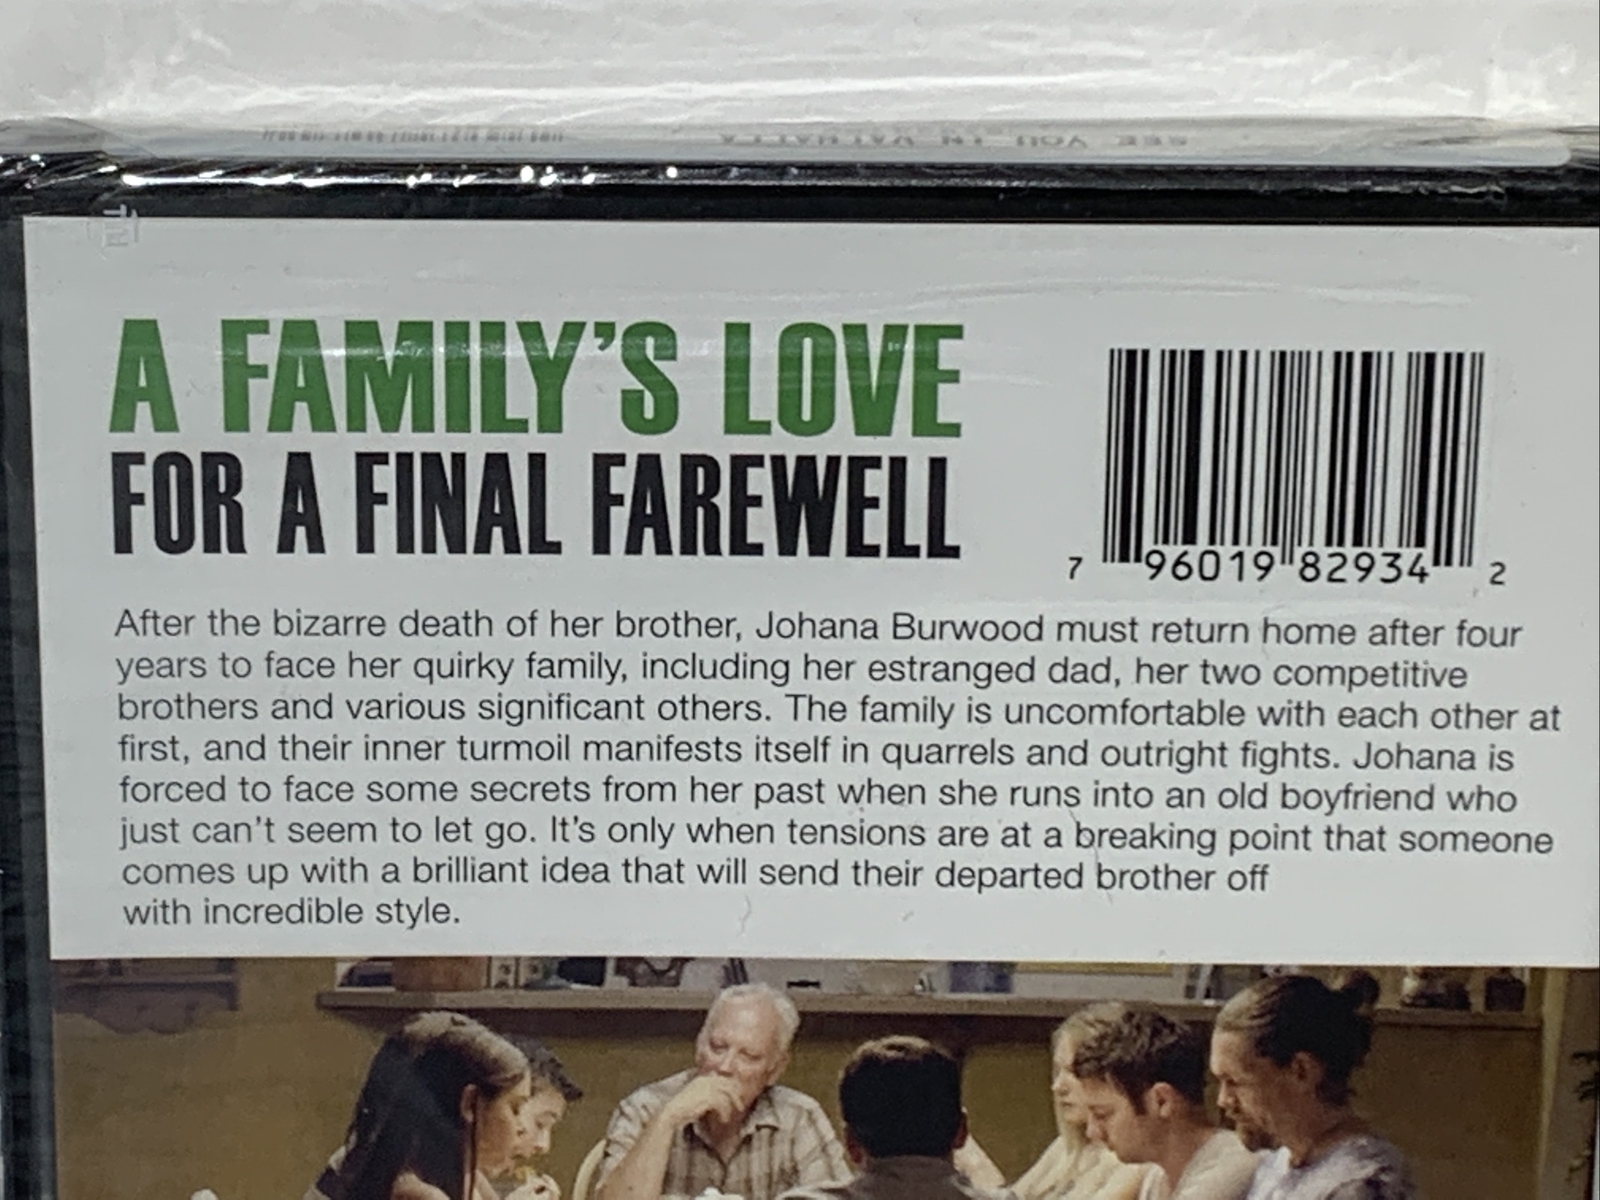 SEE YOU IN VALHALLA
A FAMILY'S LOVE
FOR A FINAL FAREWELL
7 96019 82934 2
After the bizarre death of her brother, Johana Burwood must return home after four
years to face her quirky family, including her estranged dad, her two competitive
brothers and various significant others. The family is uncomfortable with each other at
first, and their inner turmoil manifests itself in quarrels and outright fights. Johana is
forced to face some secrets from her past when she runs into an old boyfriend who
just can't seem to let go. It's only when tensions are at a breaking point that someone
comes up with a brilliant idea that will send their departed brother off
with incredible style.